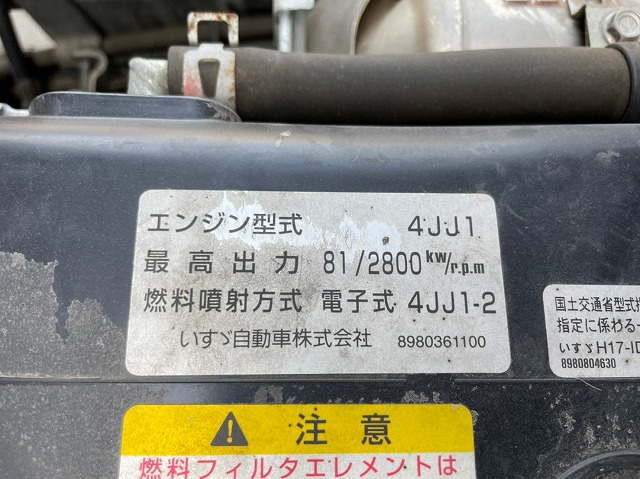 エンジン型式 4JJ1
最高出力 81/2800kw/r.p.m
燃料噴射方式 電子式 4JJ1-2
いすゞ自動車株式会社 8980361100
国土交通省型式指
指定に係わる一
いすゞH17-ID
8980804630
注意
燃料フィルタエレメントは